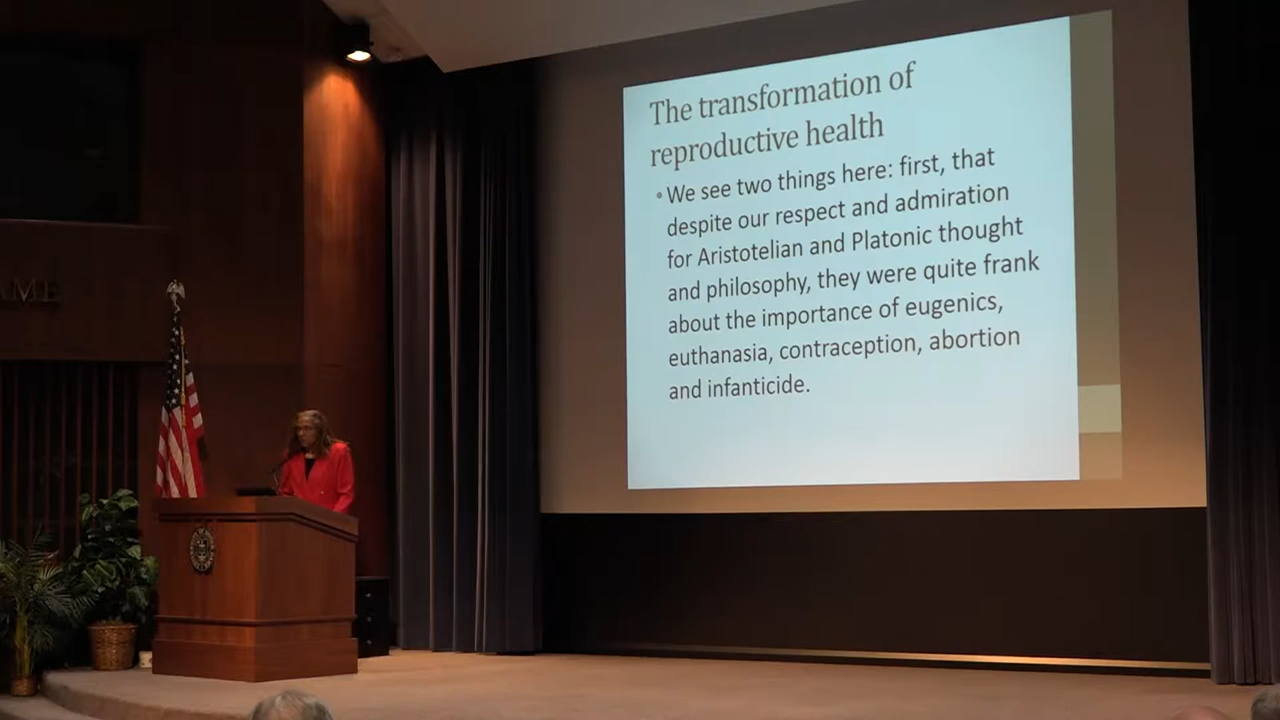 The transformation of
reproductive health
• We see two things here: first, that
despite our respect and admiration
for Aristotelian and Platonic thought
and philosophy, they were quite frank
about the importance of eugenics,
euthanasia, contraception, abortion
and infanticide.
AME